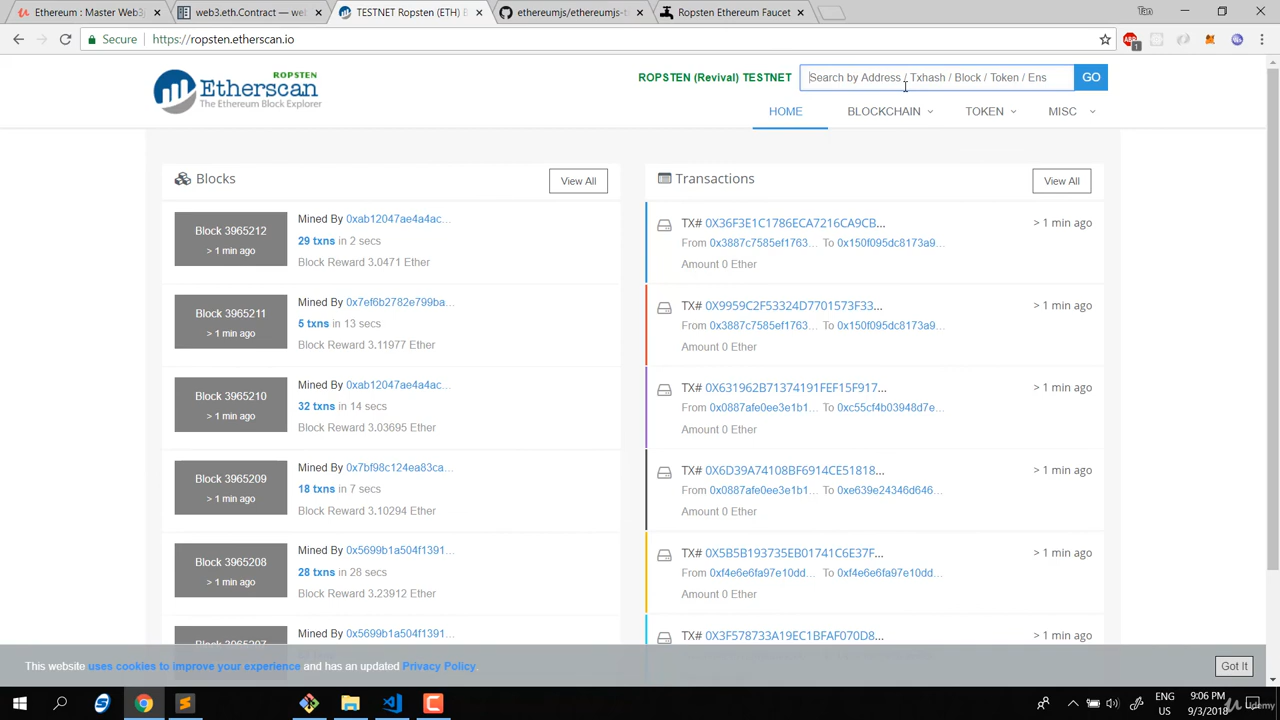 Master Web3j
web3.eth.Contract — web
TESTNET Ropsten (ETH) B
ethereumjs/ethereumjs-t
Ropsten Ethereum Faucet
Tan
Secure
https://ropsten.etherscan.io
ROPSTEN
Etherscan
The Ethereum Block Explorer
ROPSTEN (Revival) TESTNET
Search by Address / Txhash / Block / Token / Ens
GO
HOME
BLOCKCHAIN
TOKEN
MISC
Blocks
View All
Block 3965212
> 1 min ago
Mined By 0xab12047ae4a4ac...
29 txns in 2 secs
Block Reward 3.0471 Ether
Block 3965211
> 1 min ago
Mined By 0x7ef6b2782e799ba...
5 txns in 13 secs
Block Reward 3.11977 Ether
Block 3965210
> 1 min ago
Mined By 0xab12047ae4a4ac...
32 txns in 14 secs
Block Reward 3.03695 Ether
Block 3965209
> 1 min ago
Mined By 0x7bf98c124ea83ca...
18 txns in 7 secs
Block Reward 3.10294 Ether
Block 3965208
> 1 min ago
Mined By 0x5699b1a504f1391...
28 txns in 28 secs
Block Reward 3.23912 Ether
Block 3965207
Mined By 0x5699b1a504f1391...
Transactions
View All
TX# 0X36F3E1C1786ECA7216CA9CB...
> 1 min ago
From 0x3887c7585ef1763... To 0x150f095dc8173a9...
Amount 0 Ether
TX# 0X9959C2F53324D7701573F33...
> 1 min ago
From 0x3887c7585ef1763... To 0x150f095dc8173a9...
Amount 0 Ether
TX# 0X631962B71374191FEF15F917...
> 1 min ago
From 0x0887afe0ee3e1b1... To 0xc55cf4b03948d7e...
Amount 0 Ether
TX# 0X6D39A74108BF6914CE51818...
> 1 min ago
From 0x0887afe0ee3e1b1... To 0xe639e24346d646...
Amount 0 Ether
TX# 0X5B5B193735EB01741C6E37F...
> 1 min ago
From 0xf4e6e6fa97e10dd... To 0xf4e6e6fa97e10dd...
Amount 0 Ether
TX# 0X3F578733A19EC1BFAF070D8...
> 1 min ago
This website uses cookies to improve your experience and has an updated Privacy Policy.
Got It
ENG
US
9:06 PM
9/3/2018
Udemy